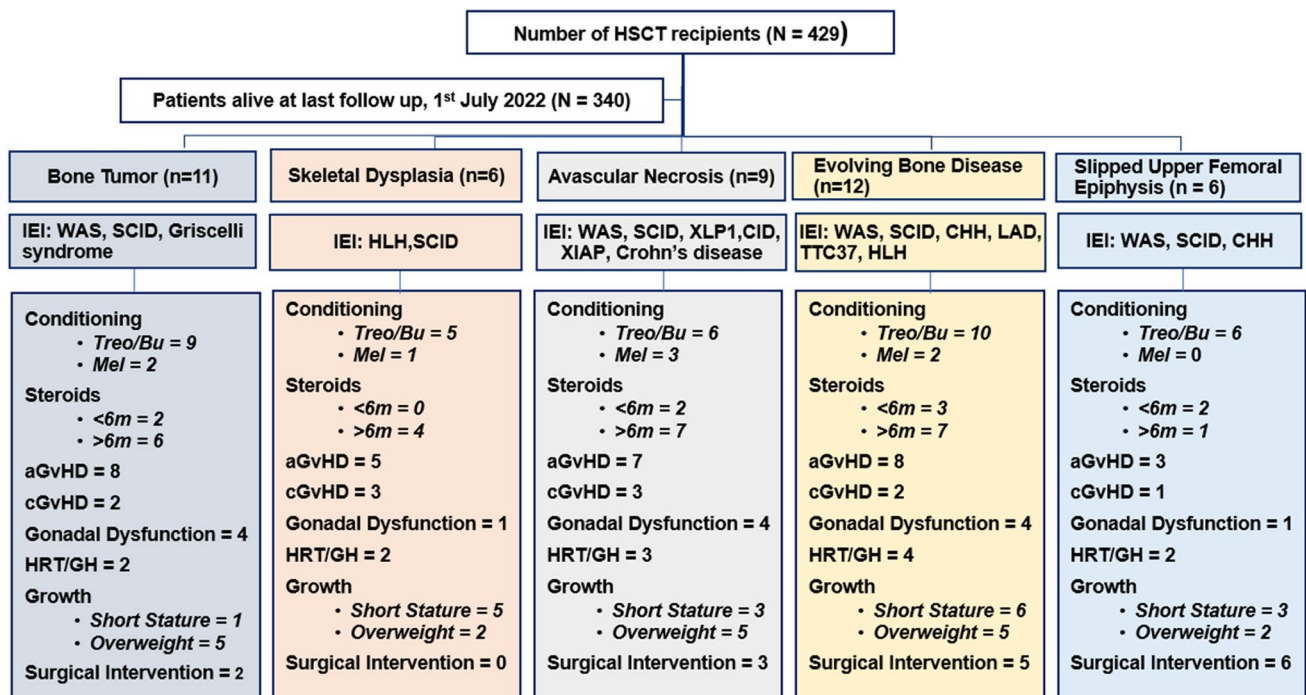 Number of HSCT recipients (N = 429)
Patients alive at last follow up, 1st July 2022 (N = 340)
Bone Tumor (n=11)
IEI: WAS, SCID, Griscelli
syndrome
Conditioning
• Treo/Bu = 9
• Mel = 2
Steroids
• <6m = 2
• >6m = 6
aGvHD = 8
cGvHD = 2
Gonadal Dysfunction = 4
HRT/GH = 2
Growth
• Short Stature = 1
• Overweight = 5
Surgical Intervention = 2
Skeletal Dysplasia (n=6)
IEI: HLH,SCID
Conditioning
• Treo/Bu = 5
• Mel = 1
Steroids
• <6m = 0
• >6m = 4
aGvHD = 5
cGvHD = 3
Gonadal Dysfunction = 1
HRT/GH = 2
Growth
• Short Stature = 5
• Overweight = 2
Surgical Intervention = 0
Avascular Necrosis (n=9)
IEI: WAS, SCID, XLP1,CID,
XIAP, Crohn's disease
Conditioning
• Treo/Bu = 6
• Mel = 3
Steroids
• <6m = 2
• >6m = 7
aGvHD = 7
cGvHD = 3
Gonadal Dysfunction = 4
HRT/GH = 3
Growth
• Short Stature = 3
• Overweight = 5
Surgical Intervention = 3
Evolving Bone Disease
(n=12)
IEI: WAS, SCID, CHH, LAD,
TTC37, HLH
Conditioning
• Treo/Bu = 10
• Mel = 2
Steroids
• <6m = 3
• >6m = 7
aGvHD = 8
cGvHD = 2
Gonadal Dysfunction = 4
HRT/GH = 4
Growth
• Short Stature = 6
• Overweight = 5
Surgical Intervention = 5
Slipped Upper Femoral
Epiphysis (n = 6)
IEI: WAS, SCID, CHH
Conditioning
• Treo/Bu = 6
• Mel = 0
Steroids
• <6m = 2
• >6m = 1
aGvHD = 3
cGvHD = 1
Gonadal Dysfunction = 1
HRT/GH = 2
Growth
• Short Stature = 3
• Overweight = 2
Surgical Intervention = 6